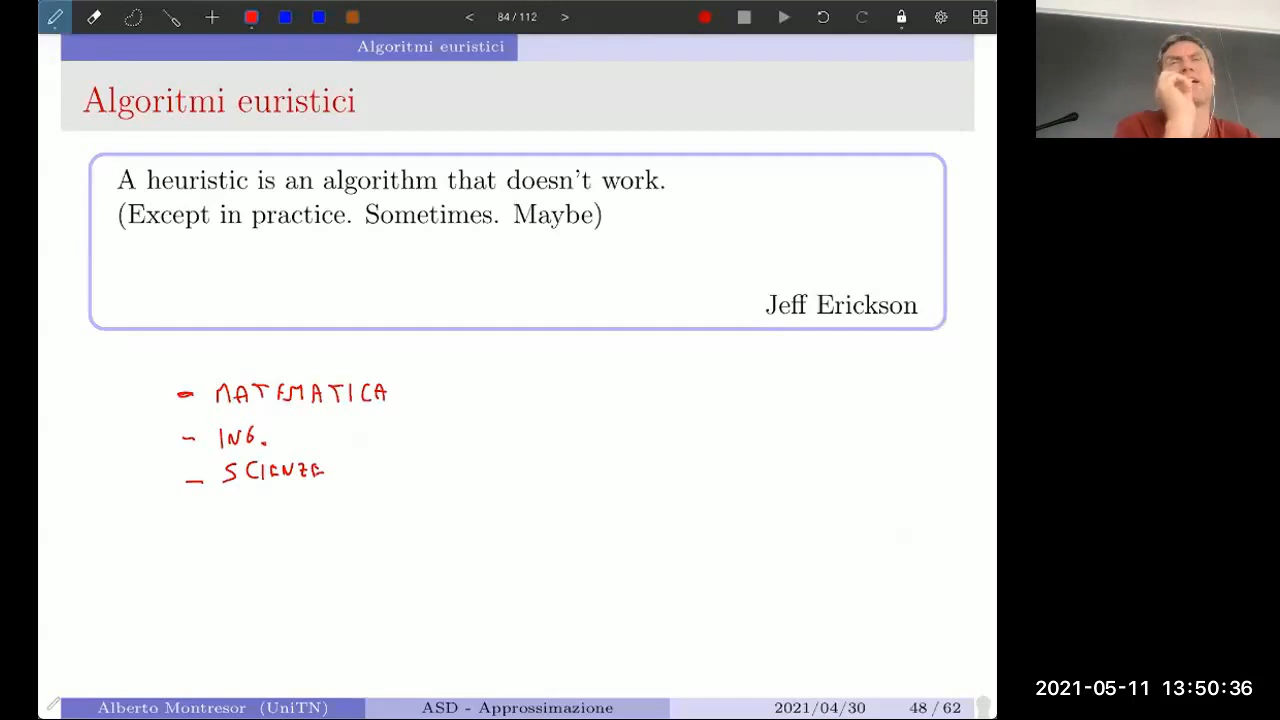 84 / 112
Algoritmi euristici
Algoritmi euristici
A heuristic is an algorithm that doesn't work.
(Except in practice. Sometimes. Maybe)
Jeff Erickson
- MATEMATICA
- ING.
- SCIENZE
Alberto Montresor (UniTN) ASD - Approssimazione 2021/04/30 48 / 62
2021-05-11 13:50:36